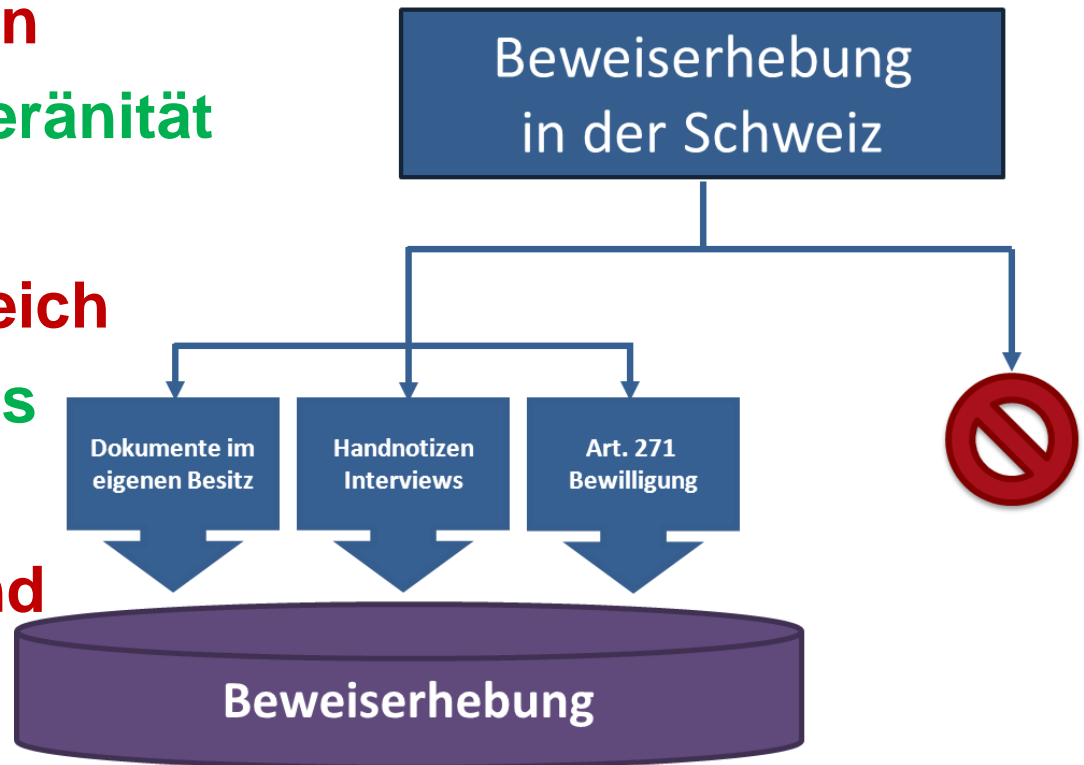 n
eränität
eich
s
nd
Beweiserhebung
in der Schweiz
Dokumente im
eigenen Besitz
Handnotizen
Interviews
Art. 271
Bewilligung
Beweiserhebung